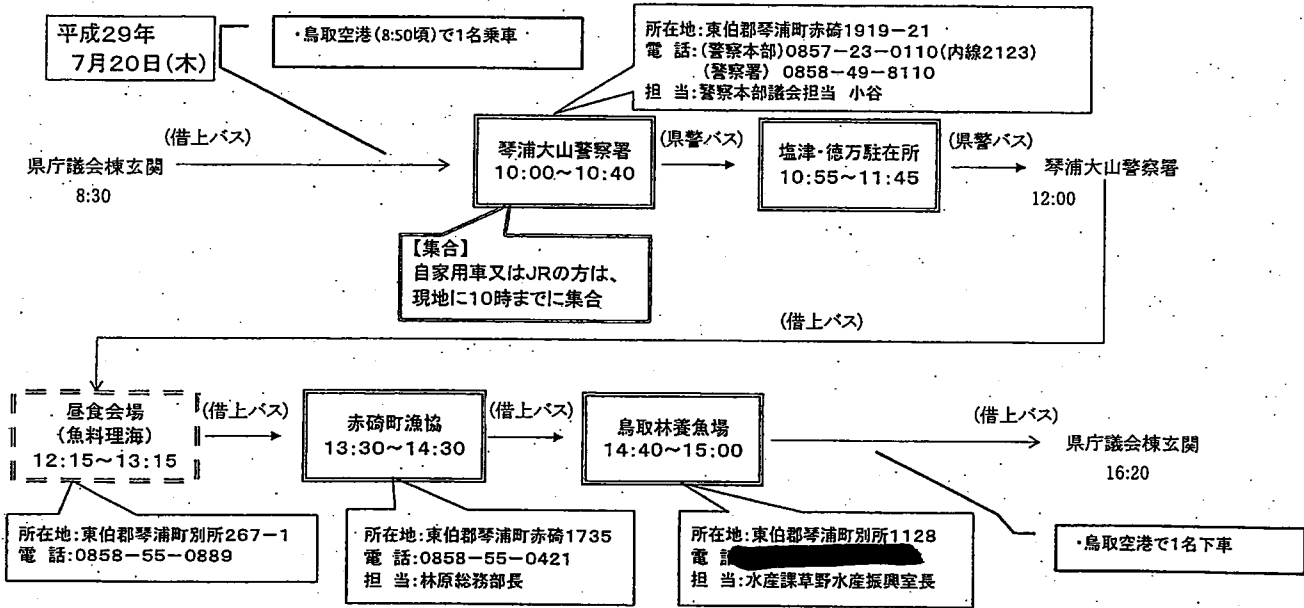 平成29年
7月20日(木)
・鳥取空港(8:50頃)で1名乗車
所在地:東伯郡琴浦町赤碕1919-21
電 話:(警察本部)0857-23-0110(内線2123)
(警察署) 0858-49-8110
担 当:警察本部議会担当 小谷
県庁議会棟玄関
8:30
(借上バス)
琴浦大山警察署
10:00~10:40
(県警バス)
塩津・徳万駐在所
10:55~11:45
(県警バス)
琴浦大山警察署
12:00
【集合】
自家用車又はJRの方は、
現地に10時までに集合
(借上バス)
昼食会場
(魚料理海)
12:15~13:15
(借上バス)
赤碕町漁協
13:30~14:30
(借上バス)
鳥取林養魚場
14:40~15:00
(借上バス)
県庁議会棟玄関
16:20
所在地:東伯郡琴浦町別所267-1
電 話:0858-55-0889
所在地:東伯郡琴浦町赤碕1735
電 話:0858-55-0421
担 当:林原総務部長
所在地:東伯郡琴浦町別所1128
電
担 当:水産課草野水産振興室長
・鳥取空港で1名下車